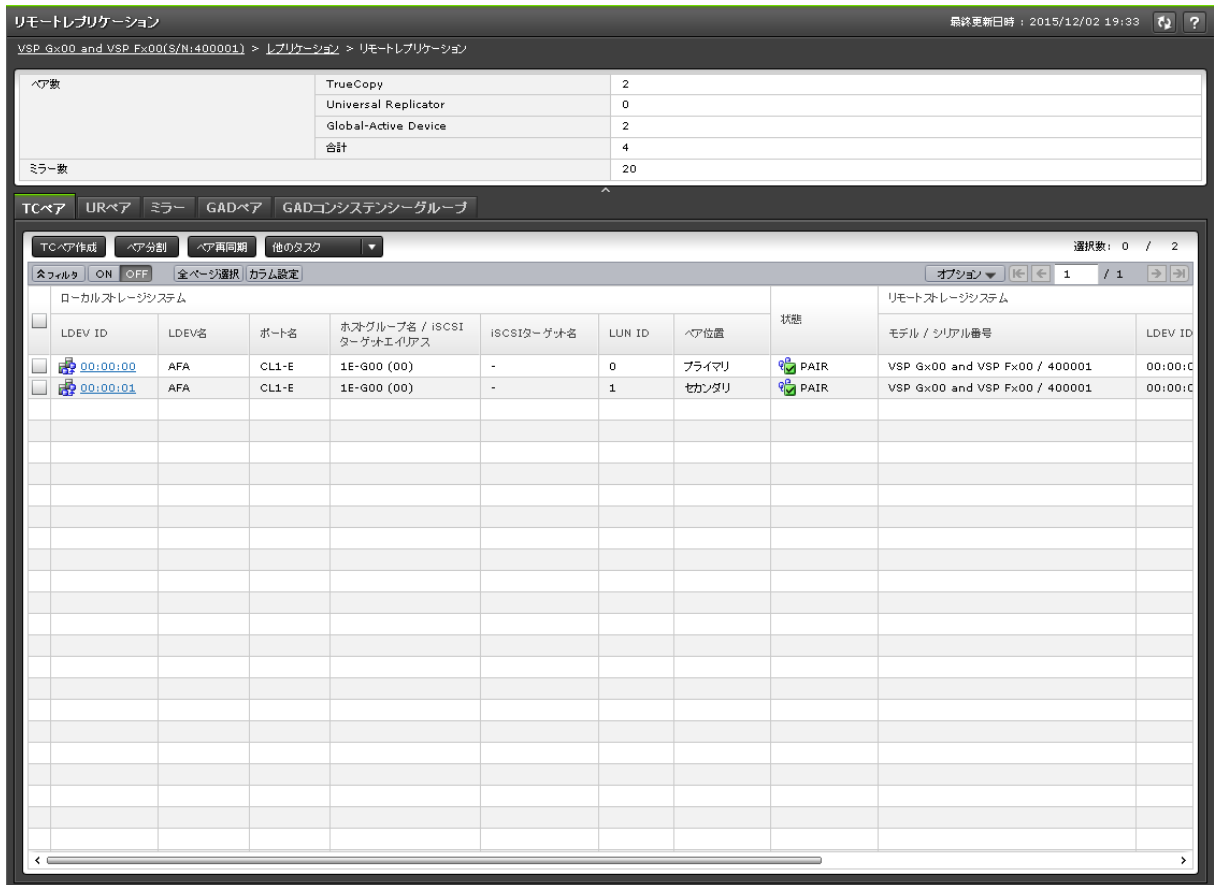 リモートレプリケーション
最終更新日時 : 2015/12/02 19:33 ?
VSP Gx00 and VSP Fx00(S/N:400001) > レプリケーション > リモートレプリケーション
ペア数 TrueCopy 2
Universal Replicator 0
Global-Active Device 2
合計 4
ミラー数 20
TCペア URペア ミラー GADペア GADコンシステンシーグループ
TCペア作成 ペア分割 ペア再同期 他のタスク 選択数: 0 / 2
フィルタ ON OFF 全ページ選択 カラム設定 オプション 1 / 1
ローカルストレージシステム 状態 リモートストレージシステム
LDEV ID LDEV名 ポート名 ホストグループ名 / iSCSI ターゲットエイリアス iSCSIターゲット名 LUN ID ペア位置 モデル / シリアル番号 LDEV ID
00:00:00 AFA CL1-E 1E-G00 (00) - 0 プライマリ PAIR VSP Gx00 and VSP Fx00 / 400001 00:00:0
00:00:01 AFA CL1-E 1E-G00 (00) - 1 セカンダリ PAIR VSP Gx00 and VSP Fx00 / 400001 00:00:0